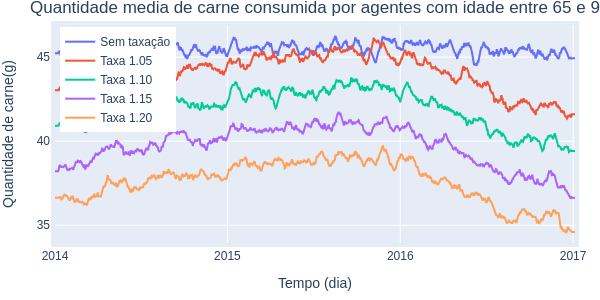 Quantidade media de carne consumida por agentes com idade entre 65 e 9
Quantidade de carne(g)
45
40
35
Sem taxação
Taxa 1.05
Taxa 1.10
Taxa 1.15
Taxa 1.20
2014
2015
2016
2017
Tempo (dia)